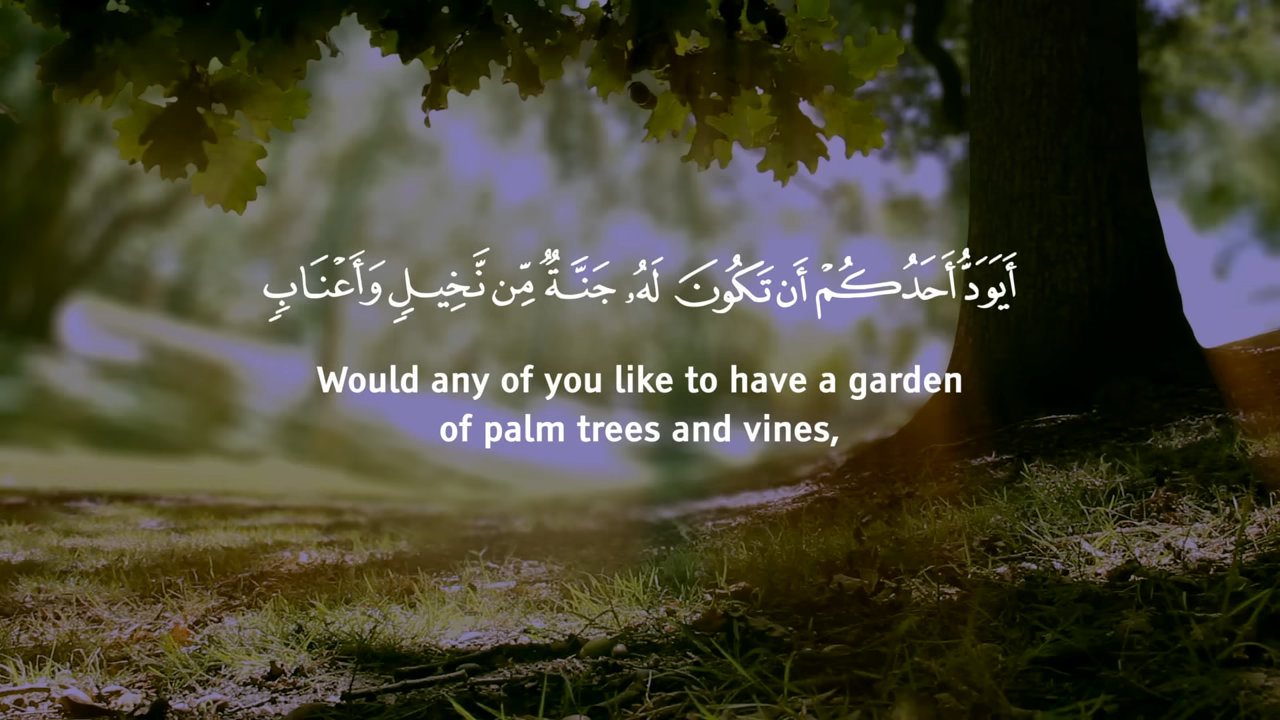 أَيَوَدُّ أَحَدُكُمۡ أَن تَكُونَ لَهُۥ جَنَّةٌ مِّن نَّخِيلٍ وَأَعۡنَابٍ
Would any of you like to have a garden
of palm trees and vines,